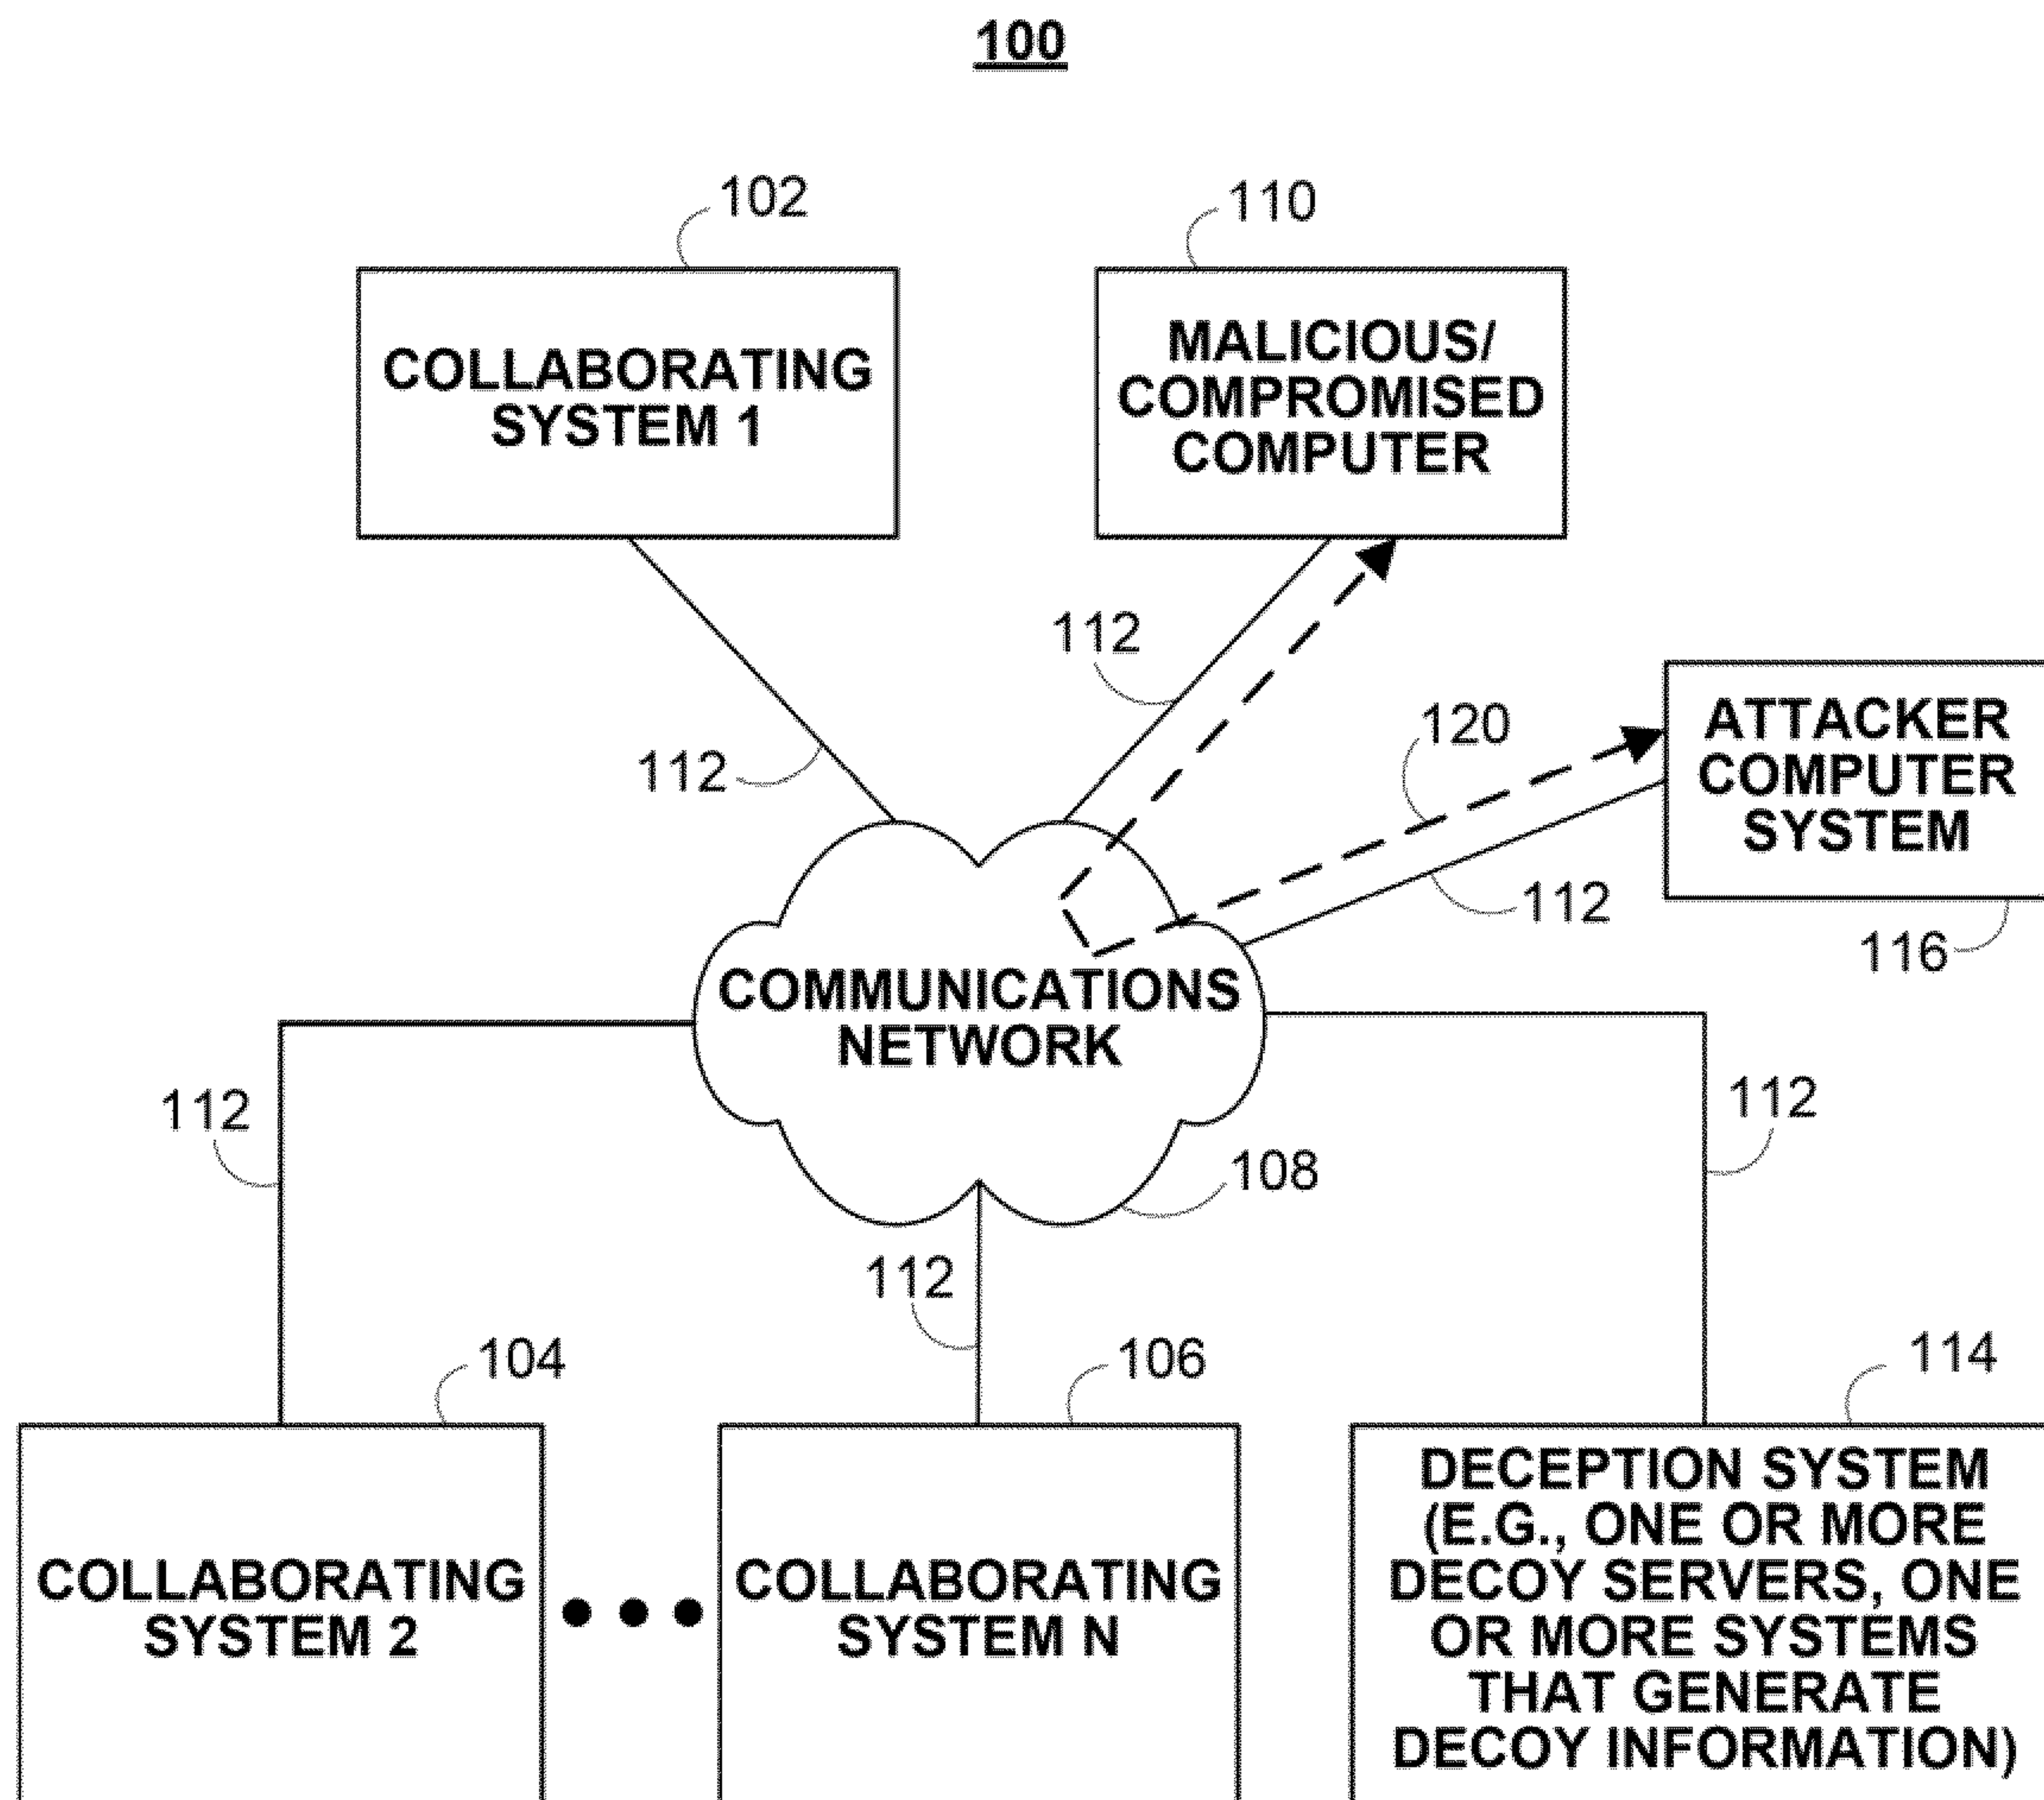 100
102
110
COLLABORATING
SYSTEM 1
MALICIOUS/
COMPROMISED
COMPUTER
112
112
120
ATTACKER
COMPUTER
SYSTEM
112
116
COMMUNICATIONS
NETWORK
112
112
108
112
104
106
114
COLLABORATING
SYSTEM 2
COLLABORATING
SYSTEM N
DECEPTION SYSTEM
(E.G., ONE OR MORE
DECOY SERVERS, ONE
OR MORE SYSTEMS
THAT GENERATE
DECOY INFORMATION)